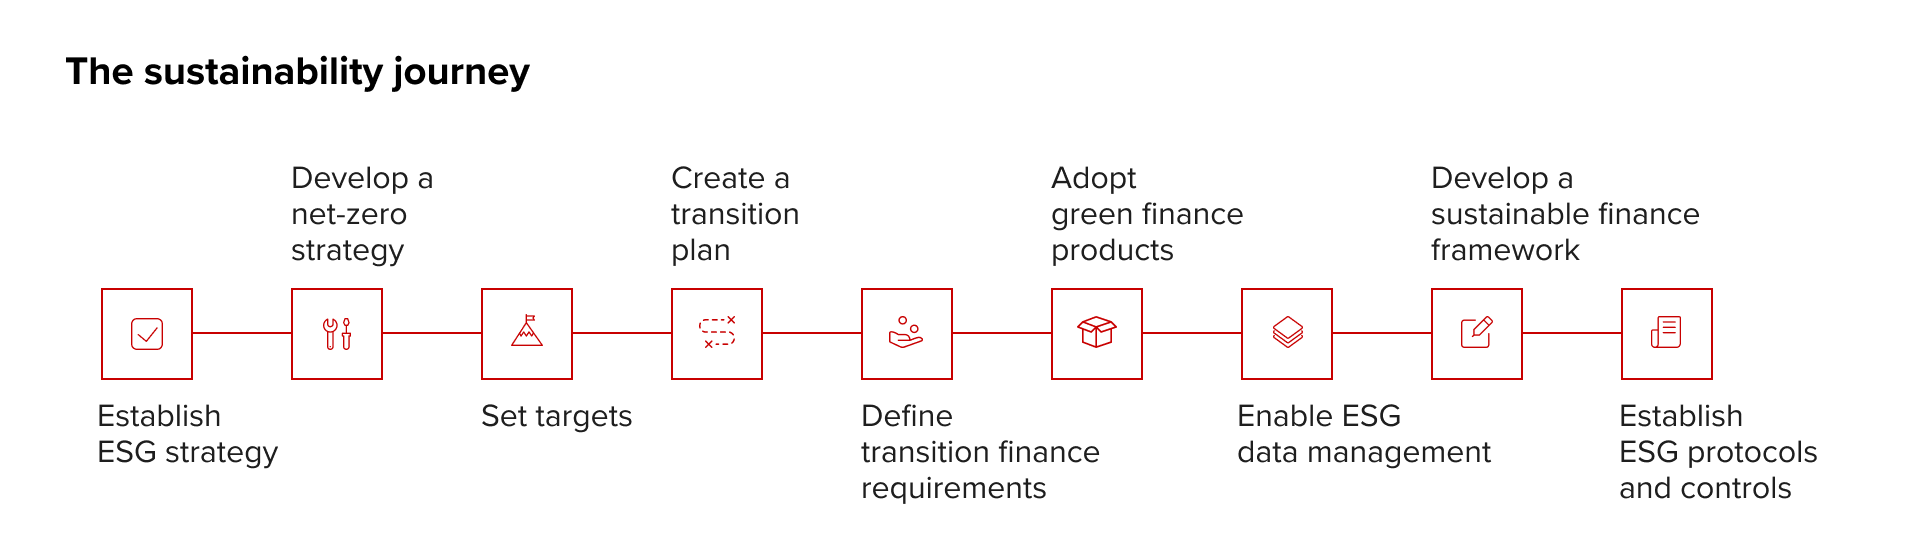 The sustainability journey
Establish
ESG strategy
Develop a
net-zero
strategy
Set targets
Create a
transition
plan
Define
transition finance
requirements
Adopt
green finance
products
Enable ESG
data management
Develop a
sustainable finance
framework
Establish
ESG protocols
and controls